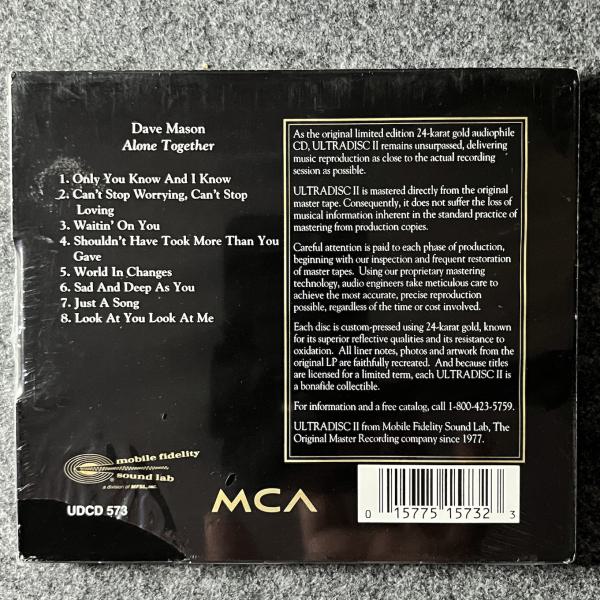 Dave Mason
Alone Together
1. Only You Know And I Know
2. Can't Stop Worrying, Can't Stop
Loving
3. Waitin' On You
4. Shouldn't Have Took More Than You
Gave
5. World In Changes
6. Sad And Deep As You
7. Just A Song
8. Look At You Look At Me
As the original limited edition 24-karat gold audiophile
CD, ULTRADISC II remains unsurpassed, delivering
music reproduction as close to the actual recording
session as possible.
ULTRADISC II is mastered directly from the original
master tape. Consequently, it does not suffer the loss of
musical information inherent in the standard practice of
mastering from production copies.
Careful attention is paid to each phase of production,
beginning with our inspection and frequent restoration
of master tapes. Using our proprietary mastering
technology, audio engineers take meticulous care to
achieve the most accurate, precise reproduction
possible, regardless of the time or cost involved.
Each disc is custom-pressed using 24-karat gold, known
for its superior reflective qualities and its resistance to
oxidation. All liner notes, photos and artwork from the
original LP are faithfully recreated. And because titles
are licensed for a limited term, each ULTRADISC II is
a bonafide collectible.
For information and a free catalog, call 1-800-423-5759.
ULTRADISC II from Mobile Fidelity Sound Lab, The
Original Master Recording company since 1977.
mobile fidelity
sound lab
a division of MFSL, INC.
UDCD 573
MCA
0 15775 15732 3